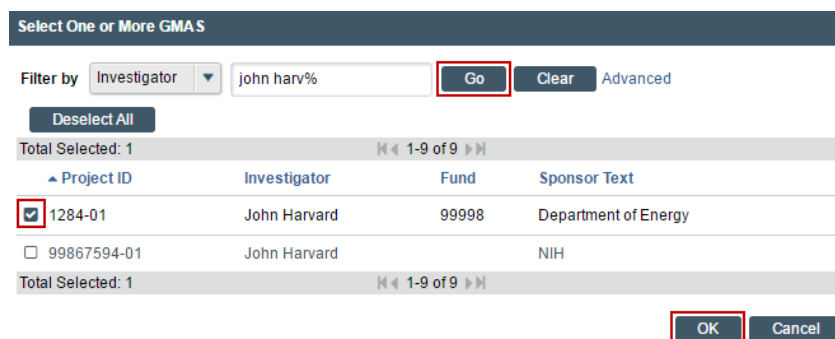 Select One or More GMAS
Filter by Investigator john harv% Go Clear Advanced
Deselect All
Total Selected: 1 1-9 of 9
Project ID Investigator Fund Sponsor Text
1284-01 John Harvard 99998 Department of Energy
99867594-01 John Harvard NIH
Total Selected: 1 1-9 of 9
OK Cancel